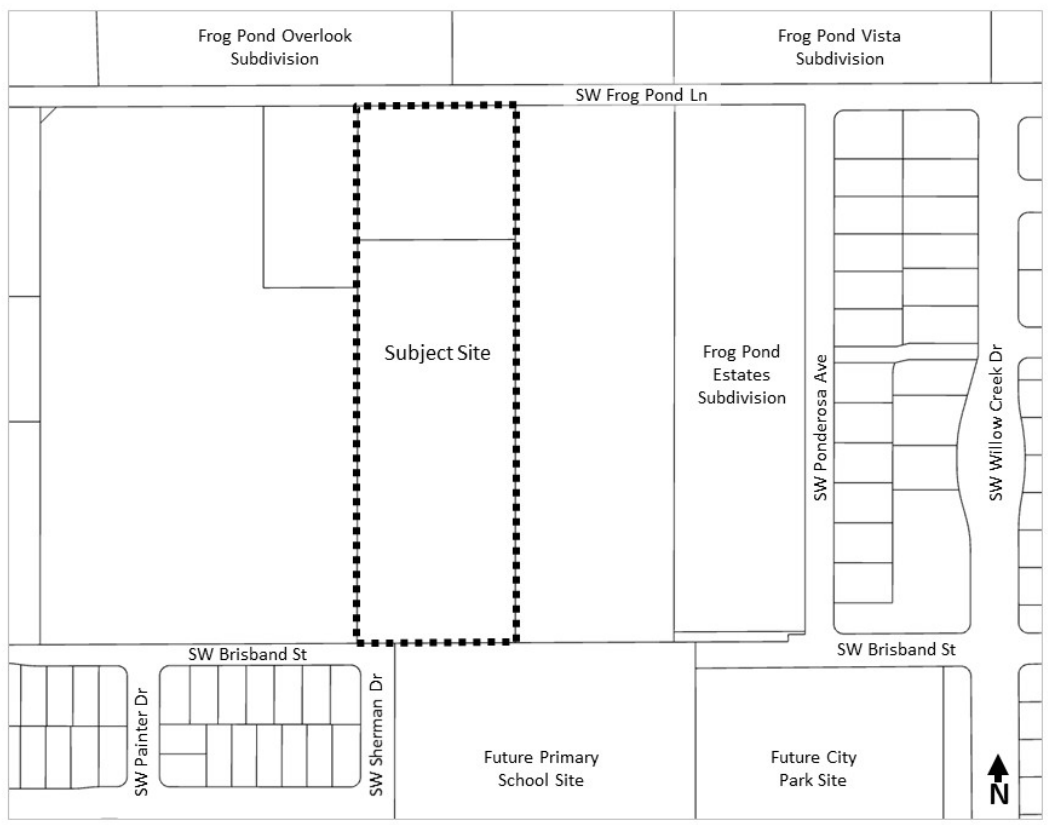 Frog Pond Overlook
Subdivision
Frog Pond Vista
Subdivision
SW Frog Pond Ln
Subject Site
Frog Pond
Estates
Subdivision
SW Ponderosa Ave
SW Willow Creek Dr
SW Brisband St
SW Brisband St
SW Painter Dr
SW Sherman Dr
Future Primary
School Site
Future City
Park Site
N